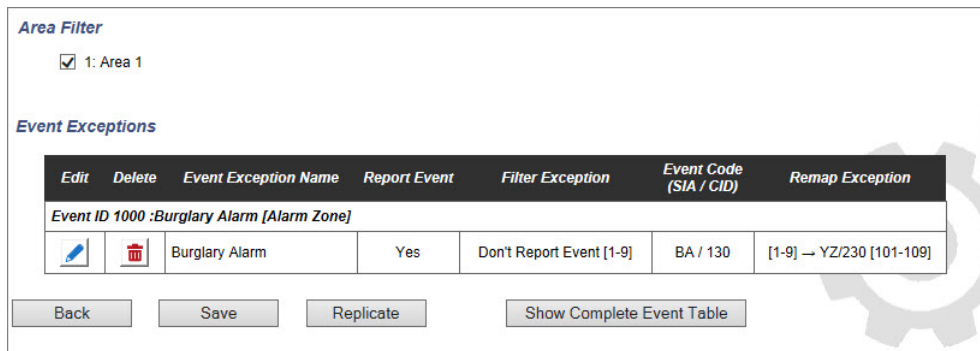 Area Filter
1: Area 1
Event Exceptions
Edit Delete Event Exception Name Report Event Filter Exception Event Code (SIA / CID) Remap Exception
Event ID 1000 :Burglary Alarm [Alarm Zone]
Burglary Alarm Yes Don't Report Event [1-9] BA / 130 [1-9] → YZ/230 [101-109]
Back Save Replicate Show Complete Event Table